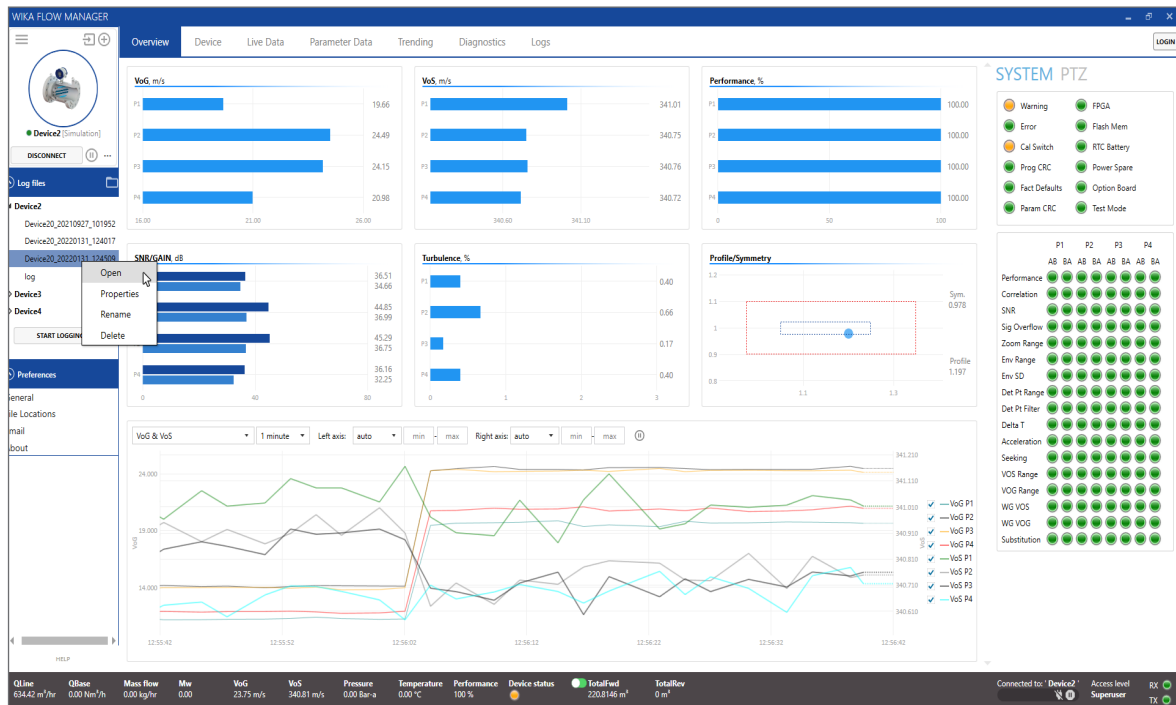 WIKA FLOW MANAGER
Overview Device Live Data Parameter Data Trending Diagnostics Logs
LOGIN
Device2 [Simulation]
DISCONNECT
Log files
Device2
Device20_20210927_101952
Device20_20220131_124017
Device20_20220131_124509
log
Device3
Device4
START LOGGING
Open
Properties
Rename
Delete
Preferences
General
File Locations
Email
About
HELP
VoG, m/s
P1 19.66
P2 24.49
P3 24.15
P4 20.98
16.00 21.00 26.00
VoS, m/s
P1 341.01
P2 340.75
P3 340.76
P4 340.72
340.60 341.10
Performance, %
P1 100.00
P2 100.00
P3 100.00
P4 100.00
0 50 100
SNR/GAIN, dB
36.51
34.66
44.85
36.99
45.29
36.75
P4 36.16
32.25
0 40 80
Turbulence, %
P1 0.40
P2 0.66
P3 0.17
P4 0.40
0 1 2 3
Profile/Symmetry
1.2
1.1
1
0.9
0.8
1.1 1.3
Sym.
0.978
Profile
1.197
VoG & VoS 1 minute Left axis: auto min - max Right axis: auto min - max
24.000
18.000
14.000
VoG
341.210
341.110
341.010
340.910
340.810
340.710
340.610
VoS
12:55:42 12:55:52 12:56:02 12:56:12 12:56:22 12:56:32 12:56:42
VoG P1
VoG P2
VoG P3
VoG P4
VoS P1
VoS P2
VoS P3
VoS P4
SYSTEM PTZ
Warning FPGA
Error Flash Mem
Cal Switch RTC Battery
Prog CRC Power Spare
Fact Defaults Option Board
Param CRC Test Mode
P1 P2 P3 P4
AB BA AB BA AB BA AB BA
Performance
Correlation
SNR
Sig Overflow
Zoom Range
Env Range
Env SD
Det Pt Range
Det Pt Filter
Delta T
Acceleration
Seeking
VOS Range
VOG Range
WG VOS
WG VOG
Substitution
QLine QBase Mass flow Mw VoG VoS Pressure Temperature Performance Device status TotalFwd TotalRev
634.42 m³/hr 0.00 Nm³/h 0.00 kg/hr 0.00 23.75 m/s 340.81 m/s 0.00 Bar-a 0.00 °C 100 % 220.8146 m³ 0 m³
Connected to: ' Device2 ' Access level RX
Superuser TX